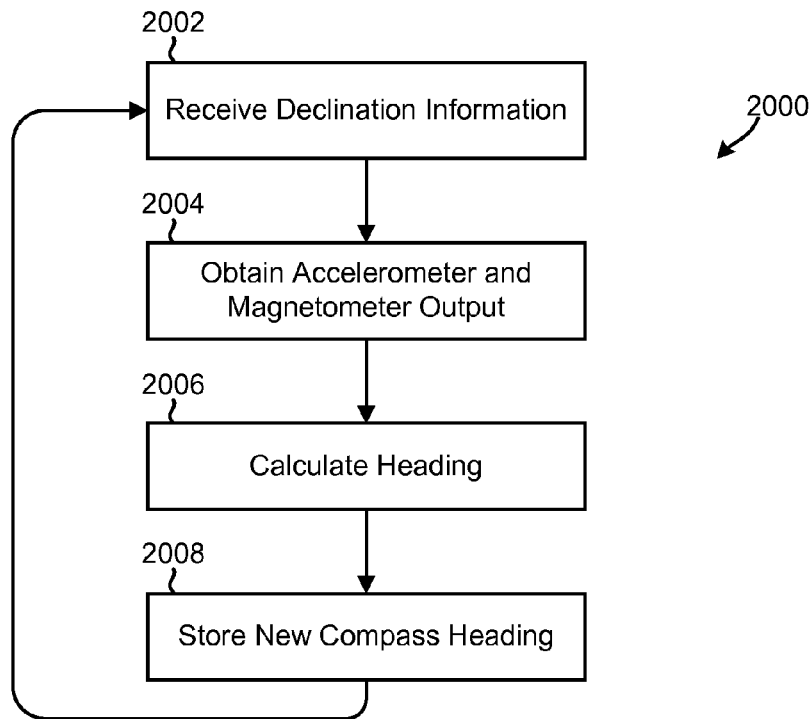 2002
Receive Declination Information
2000
2004
Obtain Accelerometer and
Magnetometer Output
2006
Calculate Heading
2008
Store New Compass Heading